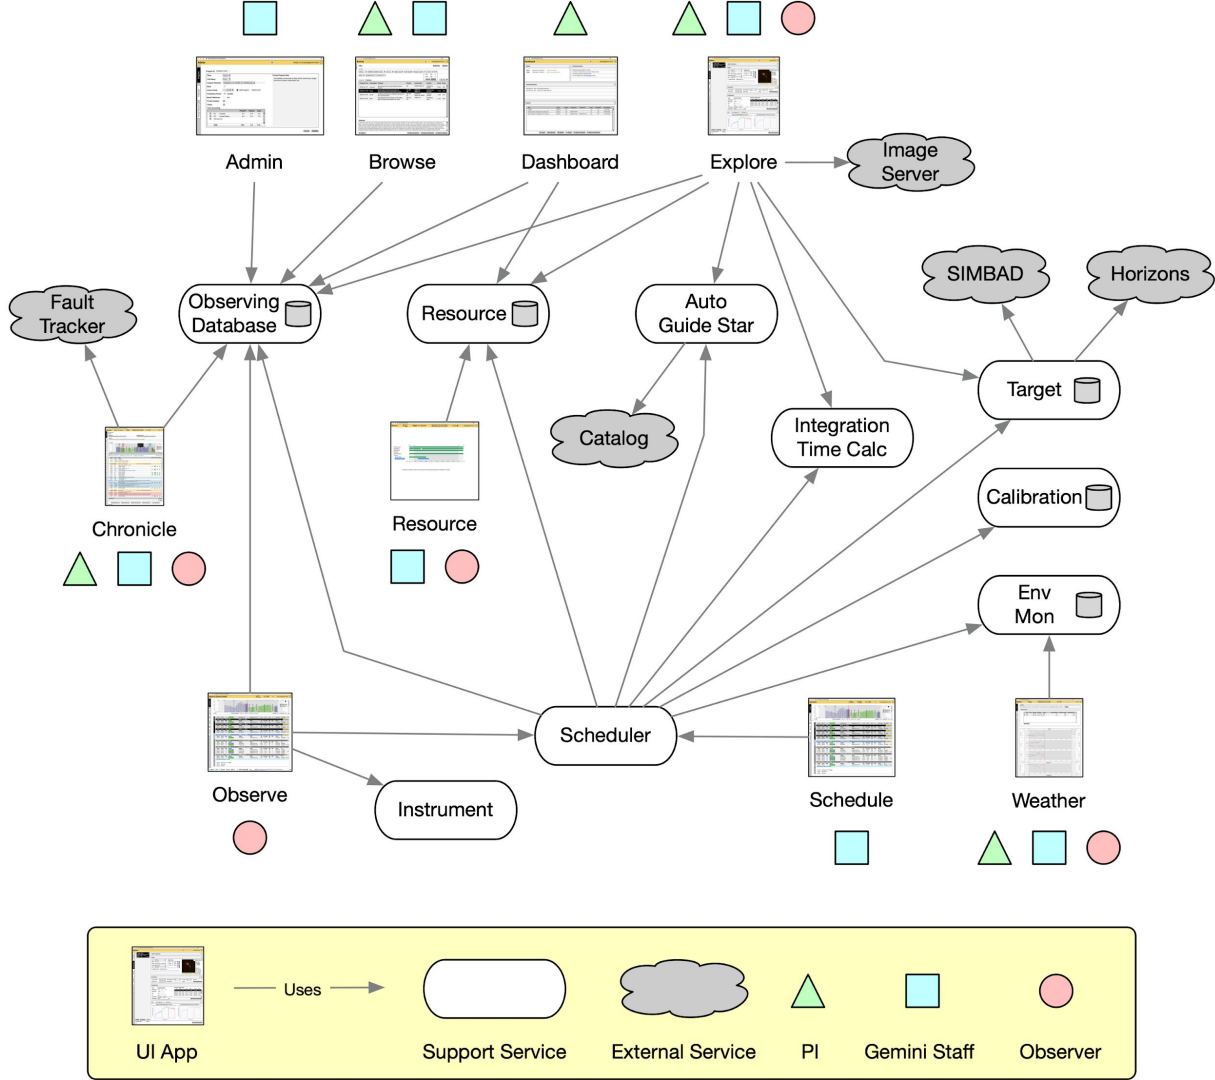 Admin
Browse
Dashboard
Explore
Image
Server
Fault
Tracker
Observing
Database
Resource
Auto
Guide Star
SIMBAD
Horizons
Target
Catalog
Integration
Time Calc
Calibration
Chronicle
Resource
Env
Mon
Scheduler
Observe
Instrument
Schedule
Weather
Uses
UI App
Support Service
External Service
PI
Gemini Staff
Observer